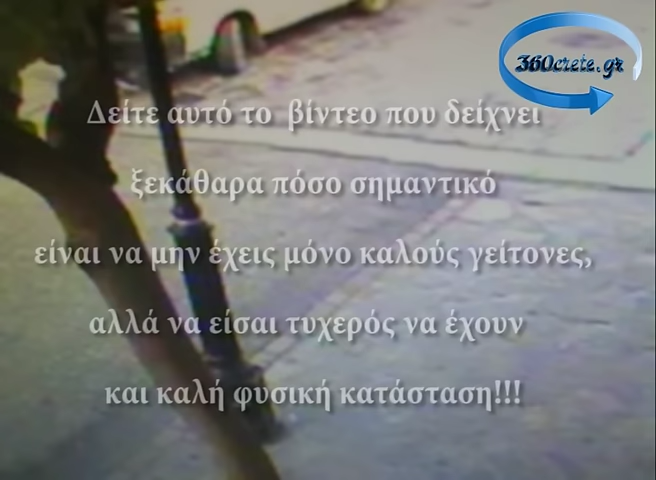 360crete.gr
Δείτε αυτό το βίντεο που δείχνει
ξεκάθαρα πόσο σημαντικό
είναι να μην έχεις μόνο καλούς γείτονες,
αλλά να είσαι τυχερός να έχουν
και καλή φυσική κατάσταση!!!